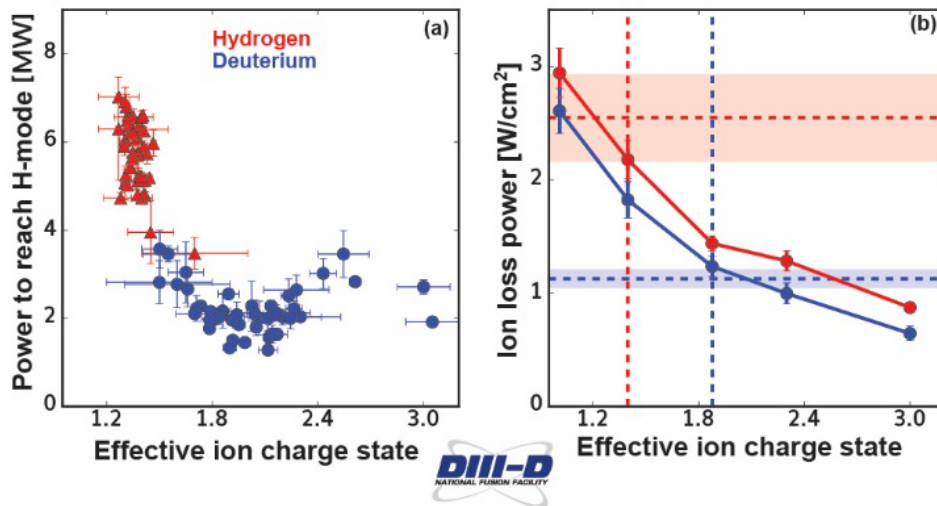 (a)
Hydrogen
Deuterium
Power to reach H-mode [MW]
8
6
4
2
0
1.2 1.8 2.4 3.0
Effective ion charge state
(b)
Ion loss power [W/cm²]
3
2
1
0
1.2 1.8 2.4 3.0
Effective ion charge state
DIII-D
NATIONAL FUSION FACILITY